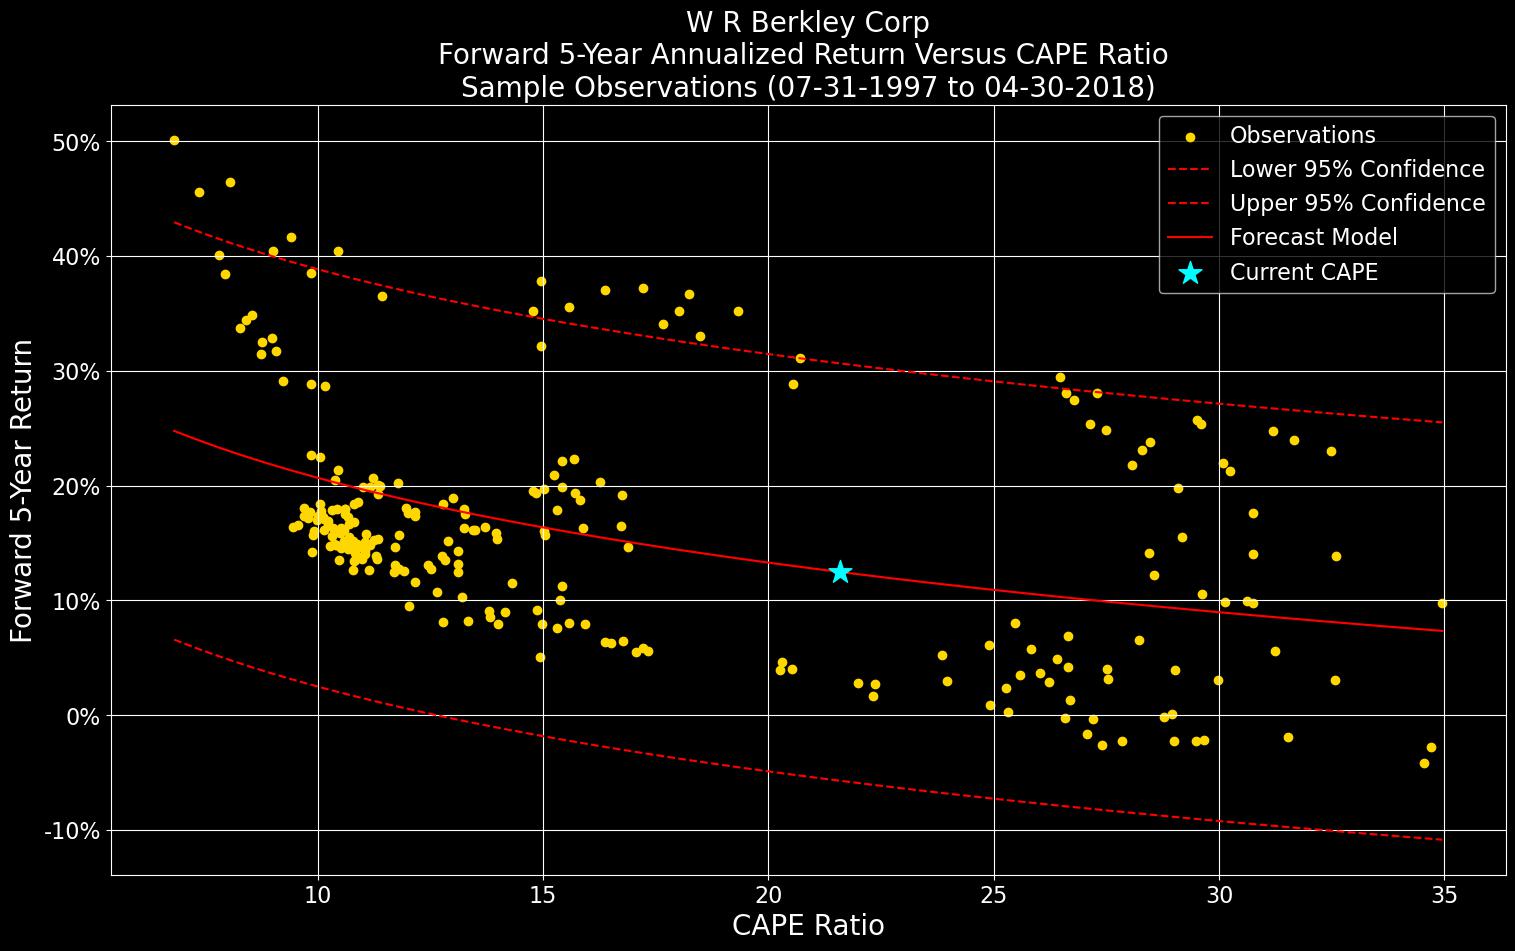 W R Berkley Corp
Forward 5-Year Annualized Return Versus CAPE Ratio
Sample Observations (07-31-1997 to 04-30-2018)
Observations
Lower 95% Confidence
Upper 95% Confidence
Forecast Model
Current CAPE
Forward 5-Year Return
50%
40%
30%
20%
10%
0%
-10%
10 15 20 25 30 35
CAPE Ratio